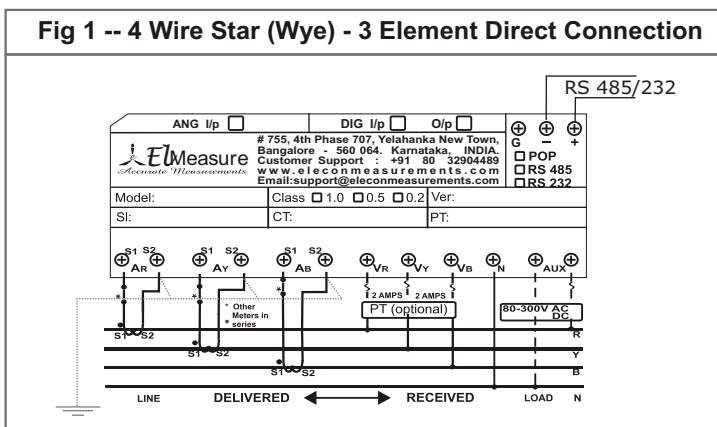 Fig 1 -- 4 Wire Star (Wye) - 3 Element Direct Connection
RS 485/232
ANG I/p DIG I/p O/p
G − +
ElMeasure
Accurate Measurements
# 755, 4th Phase 707, Yelahanka New Town,
Bangalore - 560 064. Karnataka, INDIA.
Customer Support : +91 80 32904489
www.eleconmeasurements.com
Email:support@eleconmeasurements.com
POP
RS 485
RS 232
Model: Class 1.0 0.5 0.2 Ver:
SI: CT: PT:
S1 S2 S1 S2 S1 S2
AR AY AB VR VY VB N AUX
* Other
Meters in
* series
2 AMPS 2 AMPS
PT (optional)
80-300V AC
DC
S1 S2 R
S1 S2 Y
S1 S2 B
LINE DELIVERED RECEIVED LOAD N